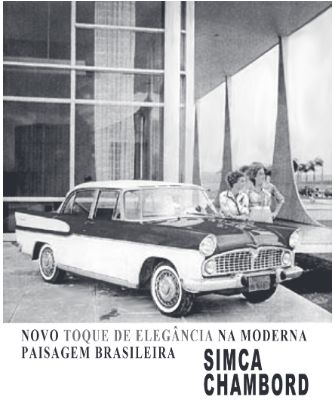 NOVO TOQUE DE ELEGÂNCIA NA MODERNA
PAISAGEM BRASILEIRA
SIMCA
CHAMBORD